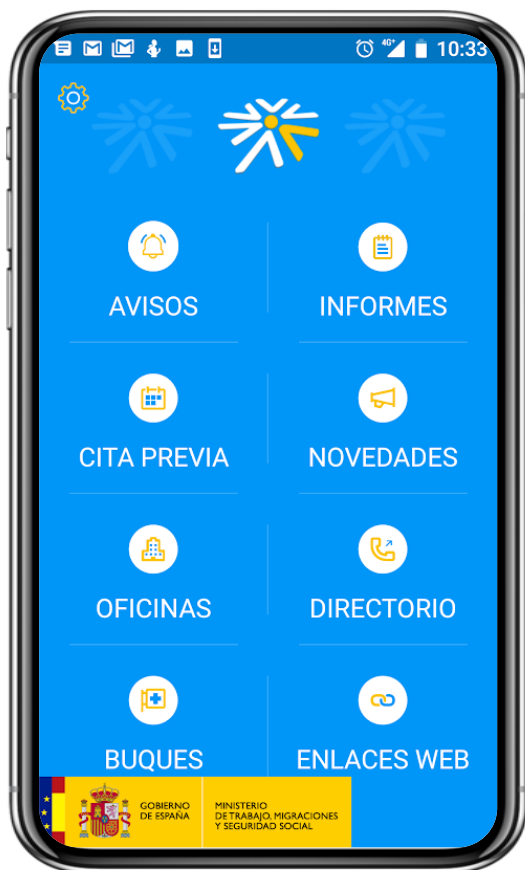 4G+ 10:33
AVISOS
INFORMES
CITA PREVIA
NOVEDADES
OFICINAS
DIRECTORIO
BUQUES
ENLACES WEB
GOBIERNO
DE ESPAÑA
MINISTERIO
DE TRABAJO, MIGRACIONES
Y SEGURIDAD SOCIAL